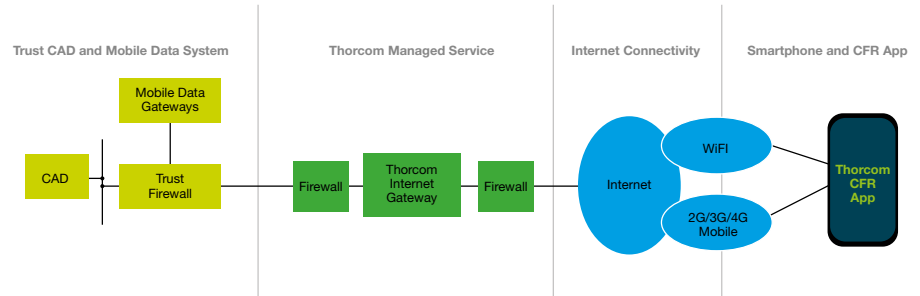 Trust CAD and Mobile Data System
Thorcom Managed Service
Internet Connectivity
Smartphone and CFR App
Mobile Data
Gateways
CAD
Trust
Firewall
Firewall
Thorcom
Internet
Gateway
Firewall
Internet
WiFI
2G/3G/4G
Mobile
Thorcom
CFR
App